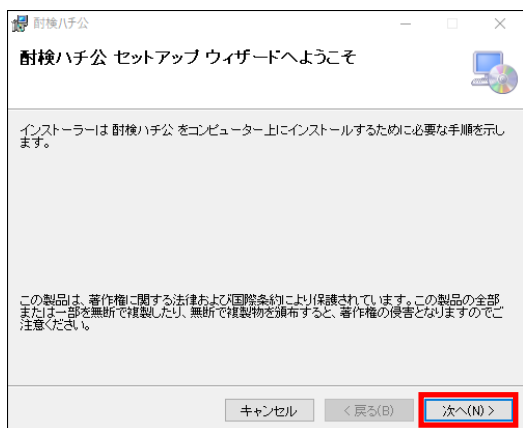 酎検ハチ公
酎検ハチ公 セットアップ ウィザードへようこそ
インストーラーは 酎検ハチ公 をコンピューター上にインストールするために必要な手順を示し
ます。
この製品は、著作権に関する法律および国際条約により保護されています。この製品の全部
または一部を無断で複製したり、無断で複製物を頒布すると、著作権の侵害となりますのでご
注意ください。
キャンセル < 戻る(B) 次へ(N) >